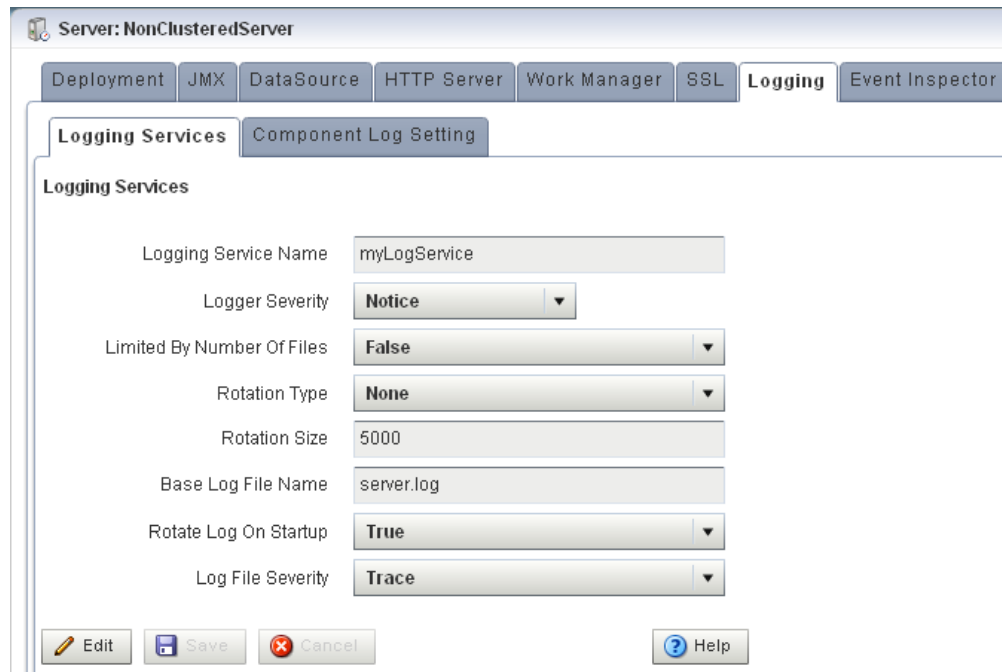 Server: NonClusteredServer
Deployment JMX DataSource HTTP Server Work Manager SSL Logging Event Inspector
Logging Services Component Log Setting
Logging Services
Logging Service Name myLogService
Logger Severity Notice
Limited By Number Of Files False
Rotation Type None
Rotation Size 5000
Base Log File Name server.log
Rotate Log On Startup True
Log File Severity Trace
Edit Save Cancel Help